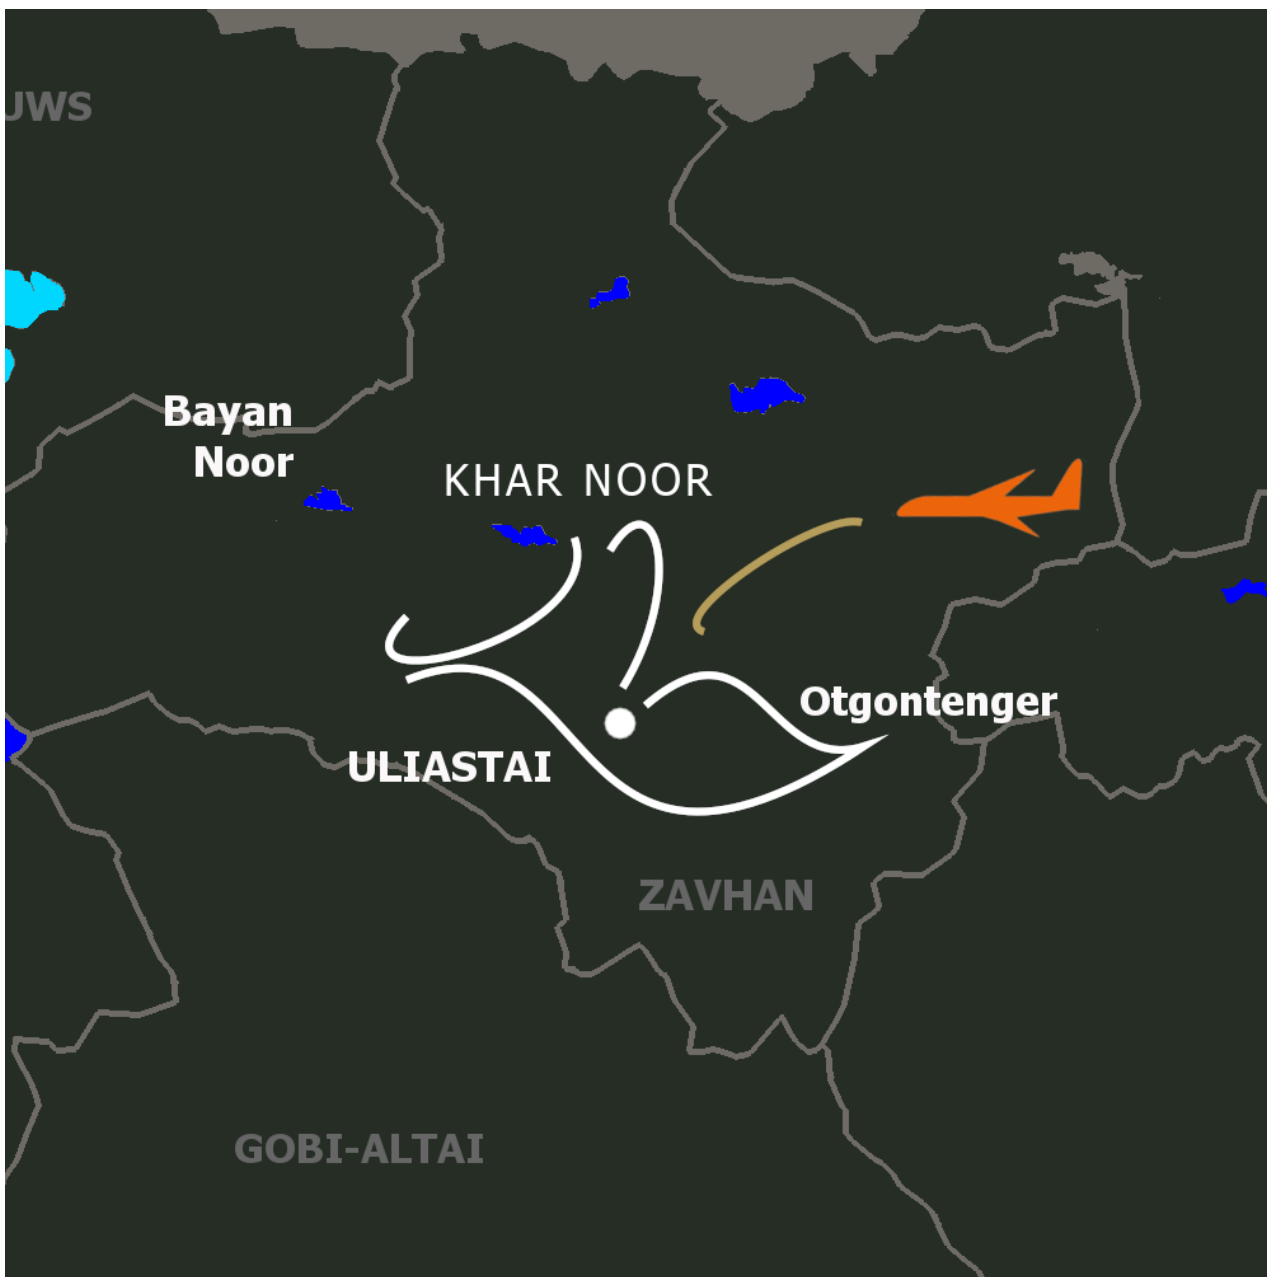 UWS
Bayan
Noor
KHAR NOOR
Otgontenger
ULIASTAI
ZAVHAN
GOBI-ALTAI